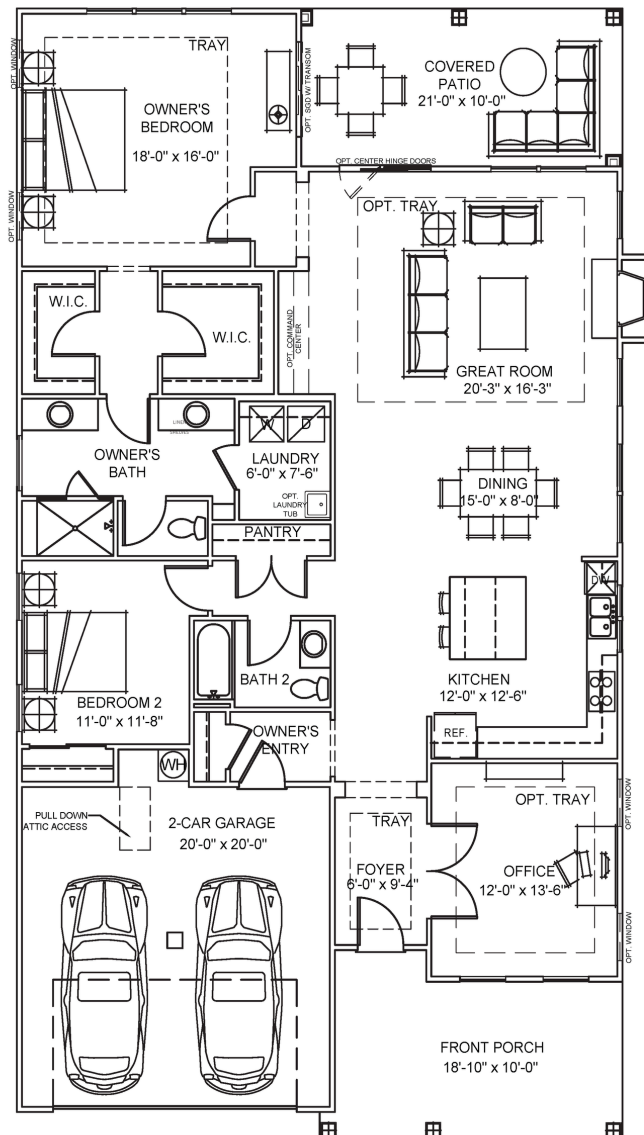 TRAY
OPT. WINDOW
OWNER'S
BEDROOM
18'-0" x 16'-0"
OPT. WINDOW
OPT. SGD W/ TRANSOM
COVERED
PATIO
21'-0" x 10'-0"
OPT. CENTER HINGE DOORS
OPT. TRAY
W.I.C.
W.I.C.
OPT. COMMAND
CENTER
GREAT ROOM
20'-3" x 16'-3"
OWNER'S
BATH
LINEN
SHELVES
W
D
LAUNDRY
6'-0" x 7'-6"
OPT.
LAUNDRY
TUB
DINING
15'-0" x 8'-0"
PANTRY
DW
BEDROOM 2
11'-0" x 11'-8"
BATH 2
KITCHEN
12'-0" x 12'-6"
REF.
OWNER'S
ENTRY
WH
PULL DOWN
ATTIC ACCESS
2-CAR GARAGE
20'-0" x 20'-0"
TRAY
FOYER
6'-0" x 9'-4"
OPT. TRAY
OPT. WINDOW
OFFICE
12'-0" x 13'-6"
OPT. WINDOW
FRONT PORCH
18'-10" x 10'-0"